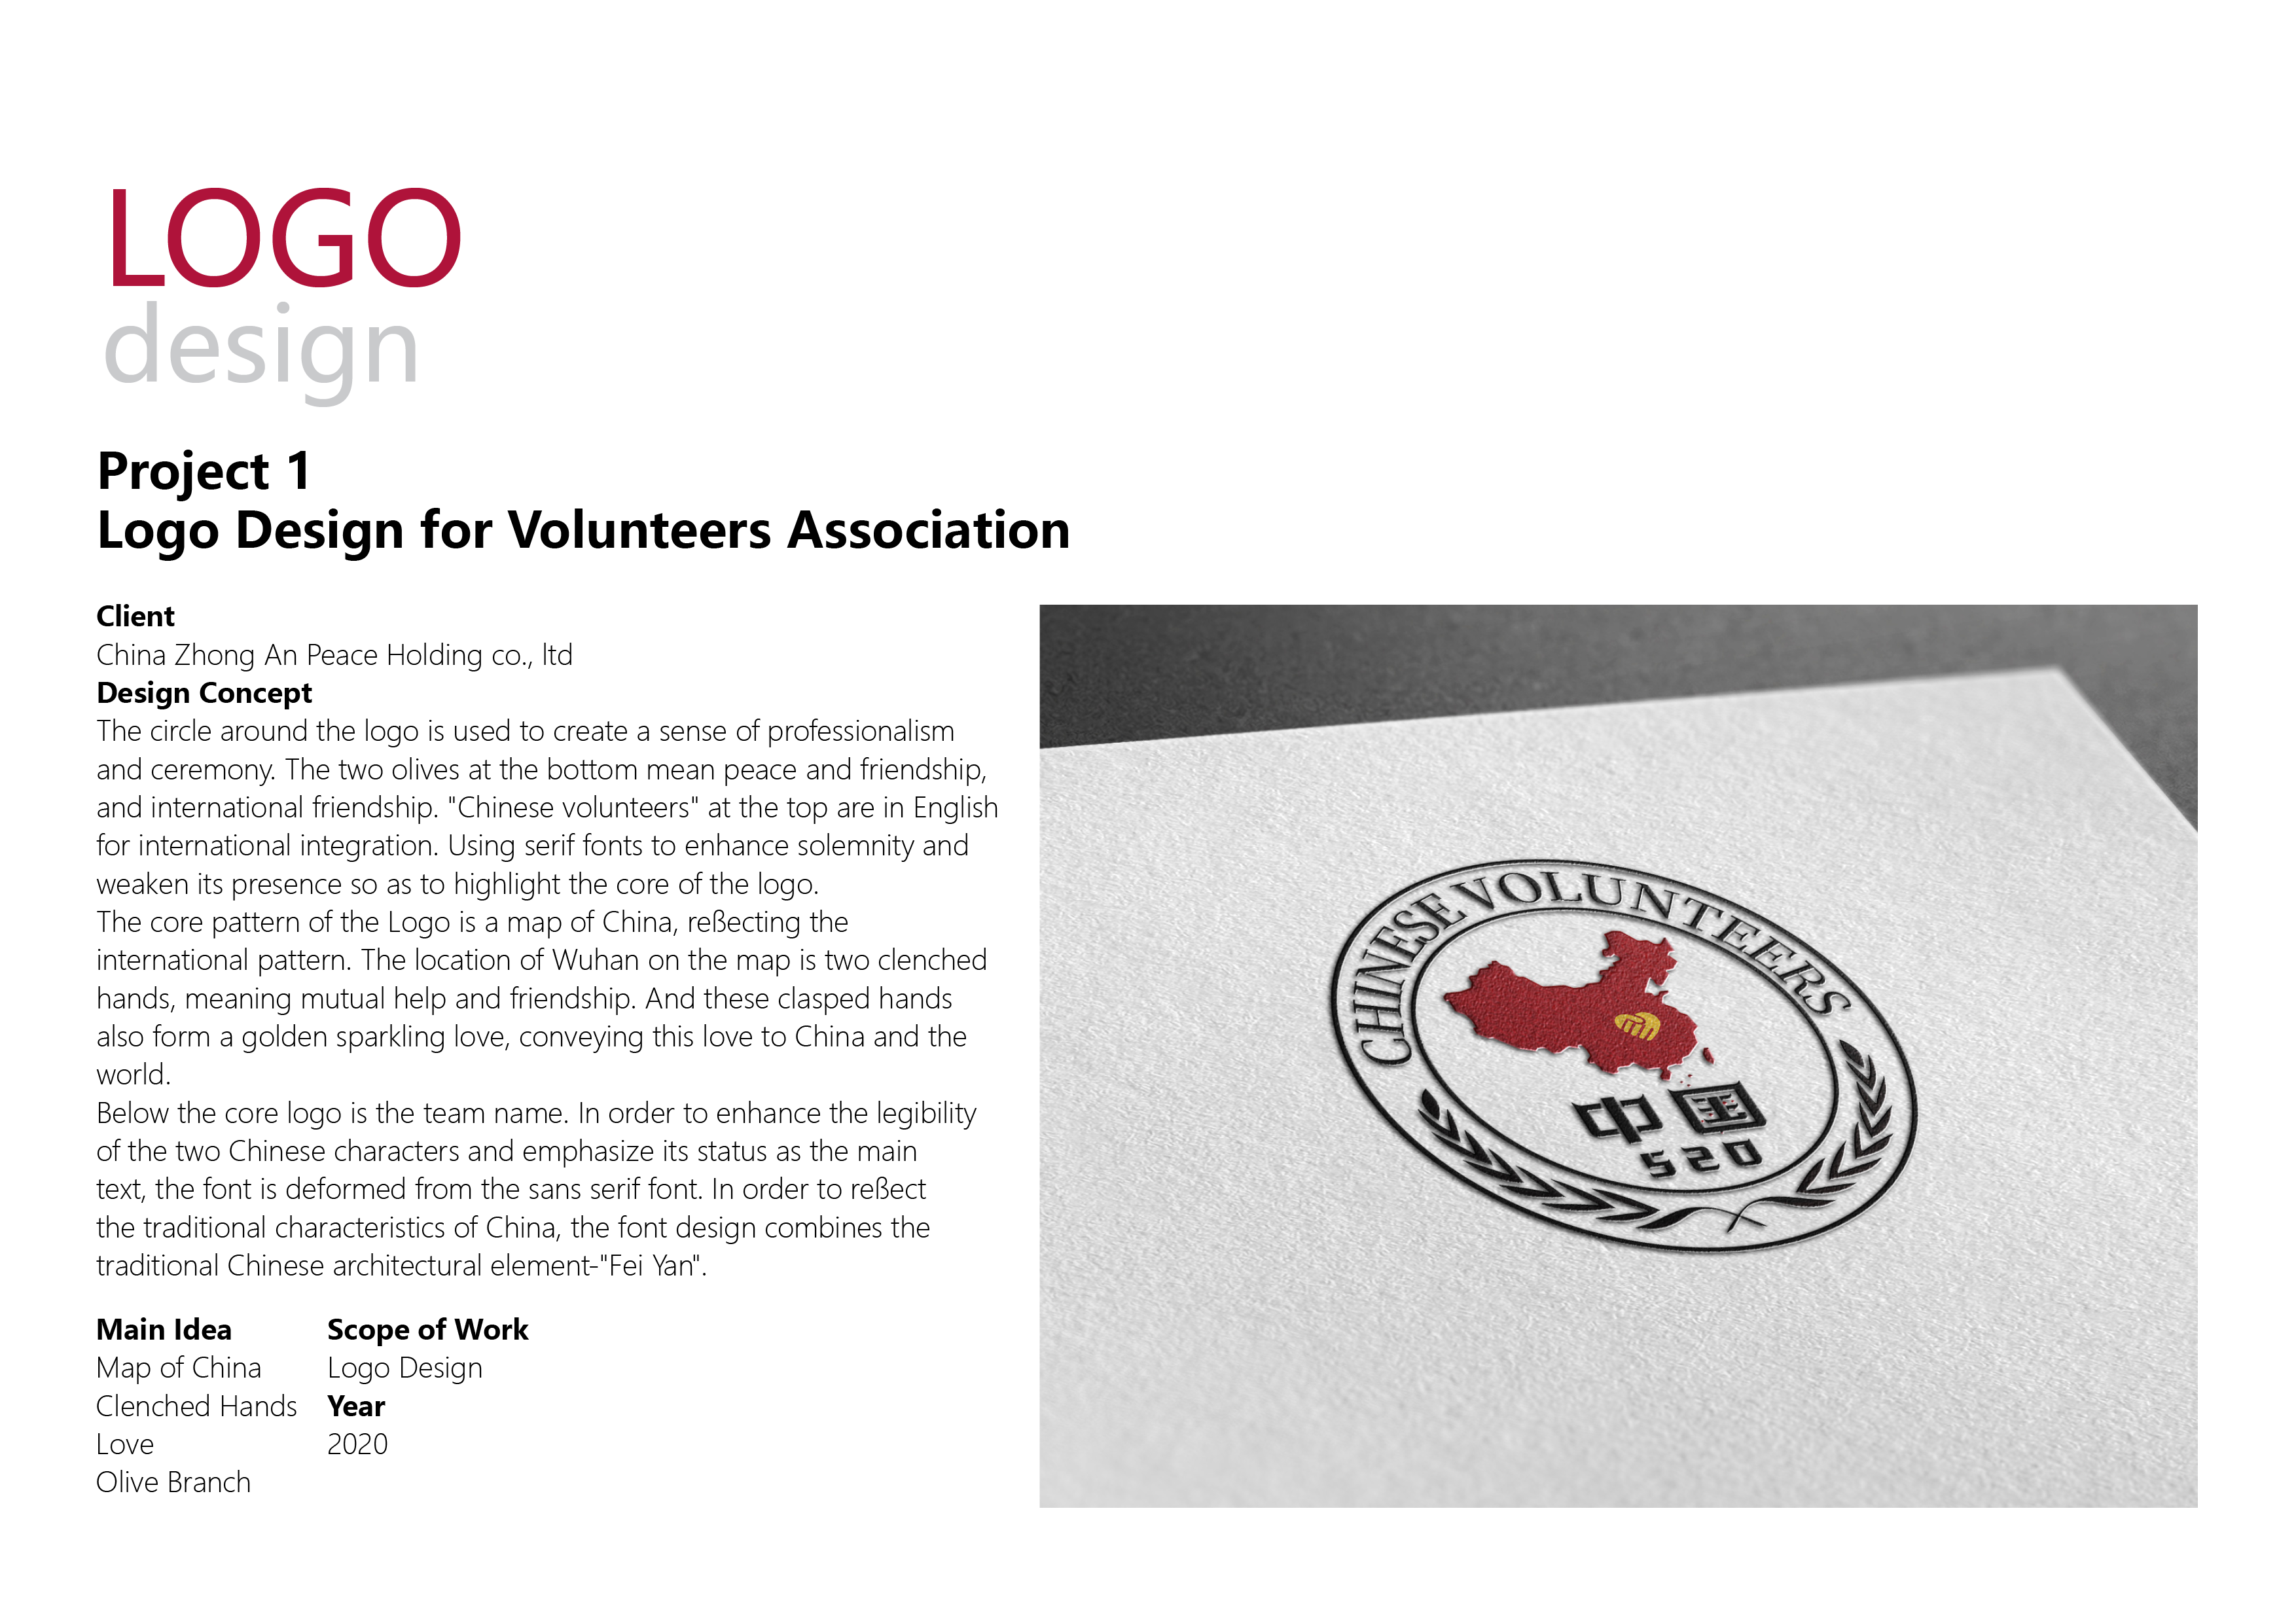 LOGO
design
Project 1
Logo Design for Volunteers Association
Client
China Zhong An Peace Holding co., ltd
Design Concept
The circle around the logo is used to create a sense of professionalism
and ceremony. The two olives at the bottom mean peace and friendship,
and international friendship. "Chinese volunteers" at the top are in English
for international integration. Using serif fonts to enhance solemnity and
weaken its presence so as to highlight the core of the logo.
The core pattern of the Logo is a map of China, reßecting the
international pattern. The location of Wuhan on the map is two clenched
hands, meaning mutual help and friendship. And these clasped hands
also form a golden sparkling love, conveying this love to China and the
world.
Below the core logo is the team name. In order to enhance the legibility
of the two Chinese characters and emphasize its status as the main
text, the font is deformed from the sans serif font. In order to reßect
the traditional characteristics of China, the font design combines the
traditional Chinese architectural element-"Fei Yan".
Main Idea
Map of China
Clenched Hands
Love
Olive Branch
Scope of Work
Logo Design
Year
2020
CHINESE VOLUNTEERS
中国
520